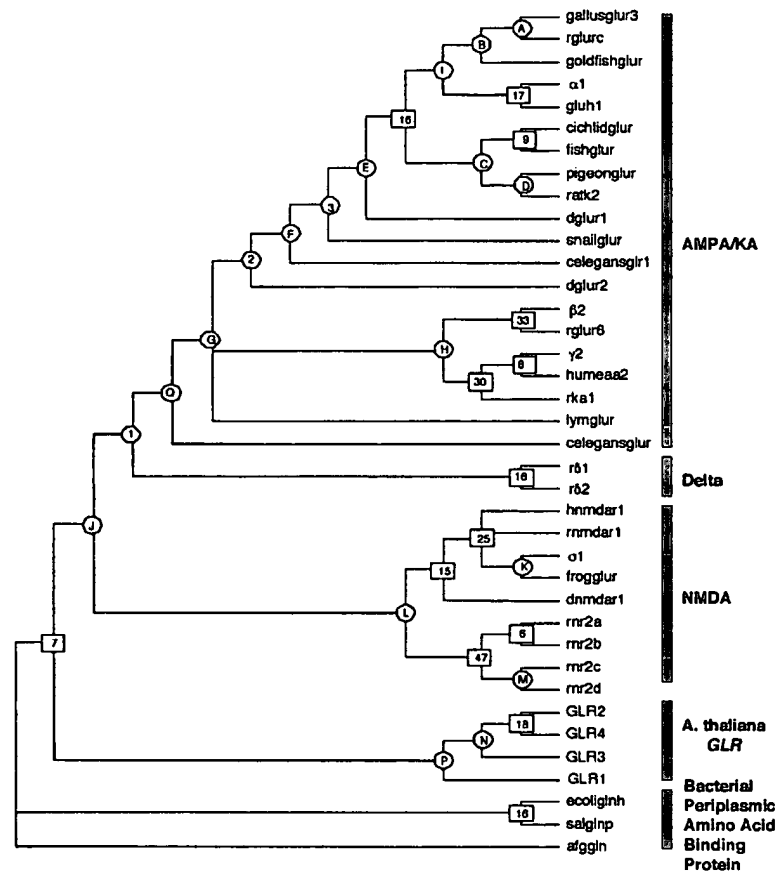 gallusglur3
A
rglurc
B
goldfishglur
I
α1
17
gluh1
16
cichlidglur
9
fishglur
C
pigeonglur
E
D
ratk2
3
dglur1
F
snailglur
AMPA/KA
2
celegansglr1
dglur2
β2
33
rglur6
G
H
γ2
8
humeaa2
30
rka1
Q
lymglur
1
celegansglur
rδ1
16
Delta
rδ2
hnmdar1
J
rnmdar1
25
σ1
K
frogglur
15
dnmdar1
NMDA
L
rnr2a
6
rnr2b
7
47
rnr2c
M
rnr2d
GLR2
18
A. thaliana
GLR4
GLR
N
GLR3
P
GLR1
Bacterial
ecoliglnh
Periplasmic
16
salglnp
Amino Acid
afggln
Binding
Protein